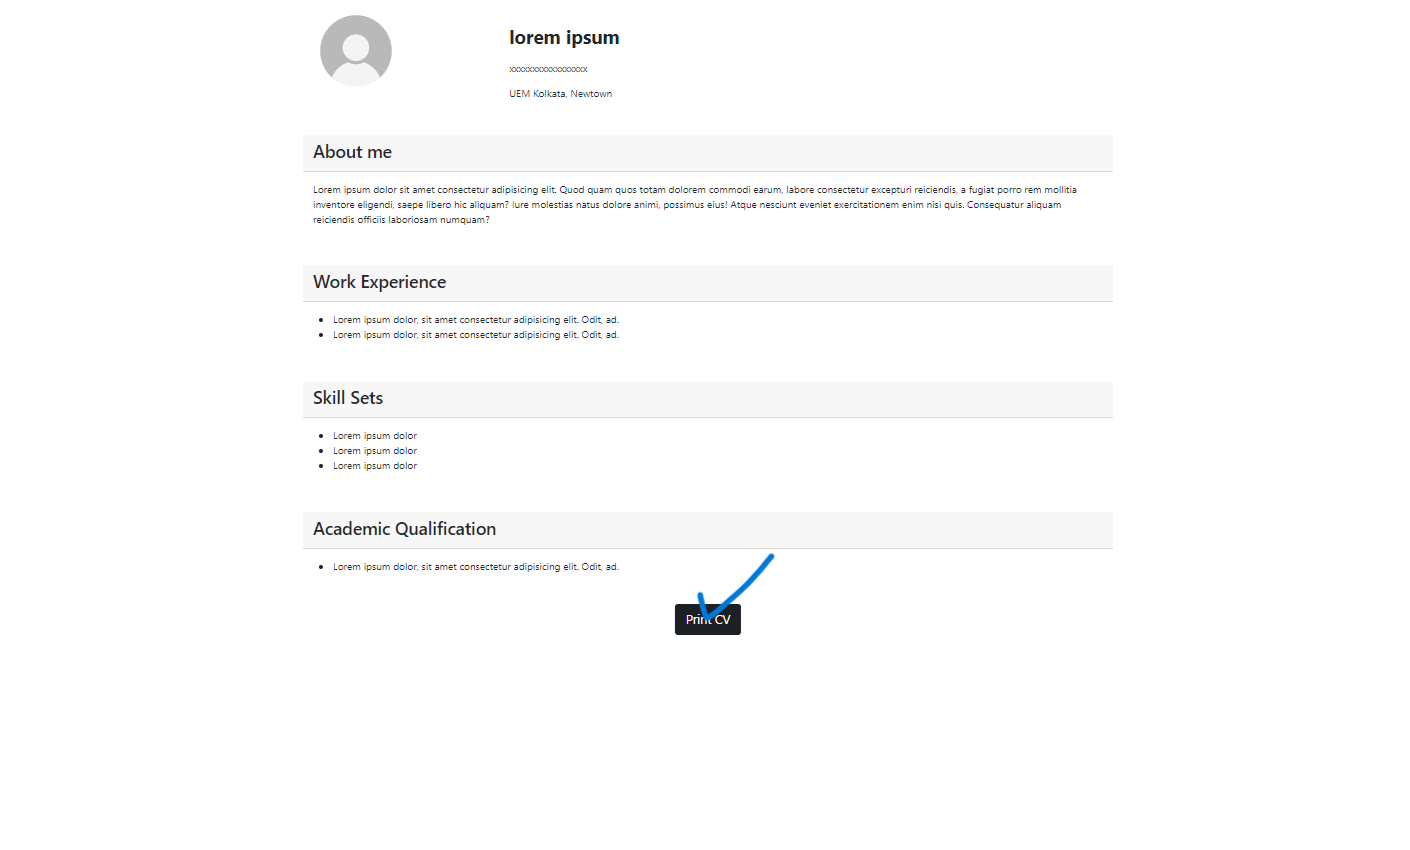 lorem ipsum
xxxxxxxxxxxxxxxxxx
UEM Kolkata, Newtown
About me
Lorem ipsum dolor sit amet consectetur adipisicing elit. Quod quam quos totam dolorem commodi earum, labore consectetur excepturi reiciendis, a fugiat porro rem mollitia
inventore eligendi, saepe libero hic aliquam? Iure molestias natus dolore animi, possimus eius! Atque nesciunt eveniet exercitationem enim nisi quis. Consequatur aliquam
reiciendis officiis laboriosam numquam?
Work Experience
Lorem ipsum dolor, sit amet consectetur adipisicing elit. Odit, ad.
Lorem ipsum dolor, sit amet consectetur adipisicing elit. Odit, ad.
Skill Sets
Lorem ipsum dolor
Lorem ipsum dolor
Lorem ipsum dolor
Academic Qualification
Lorem ipsum dolor, sit amet consectetur adipisicing elit. Odit, ad.
Print CV